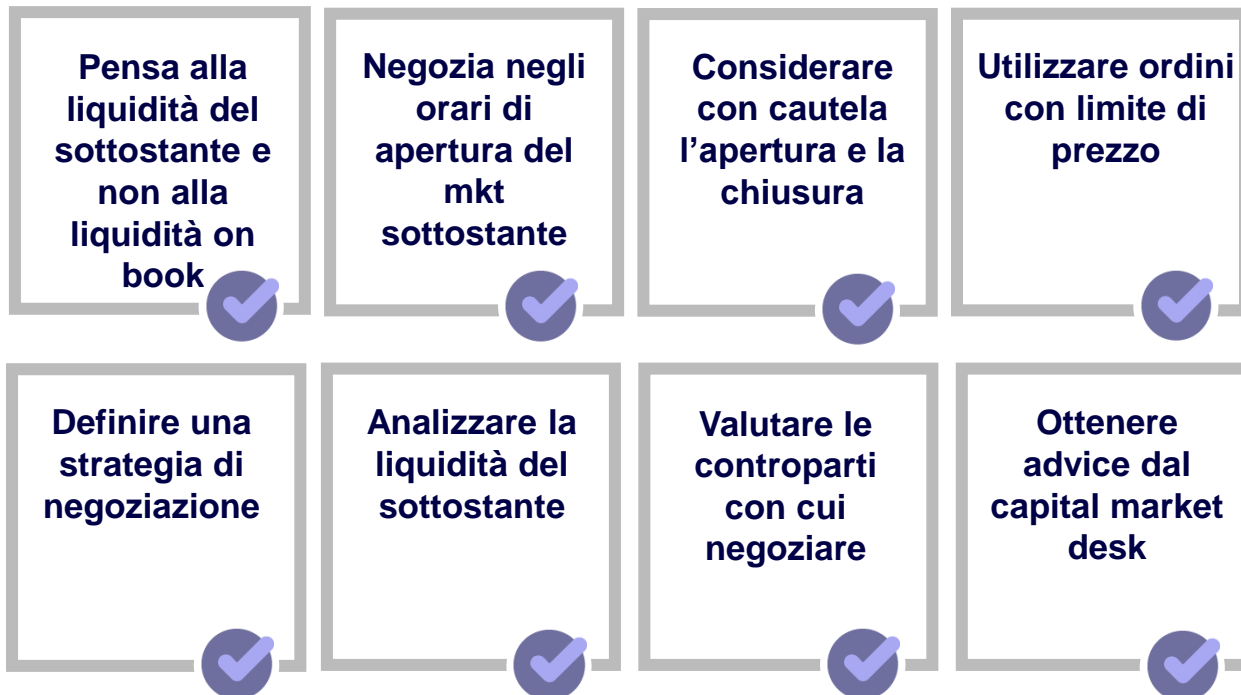 Pensa alla
liquidità del
sottostante e
non alla
liquidità on
book
Negozia negli
orari di
apertura del
mkt
sottostante
Considerare
con cautela
l’apertura e la
chiusura
Utilizzare ordini
con limite di
prezzo
Definire una
strategia di
negoziazione
Analizzare la
liquidità del
sottostante
Valutare le
controparti
con cui
negoziare
Ottenere
advice dal
capital market
desk